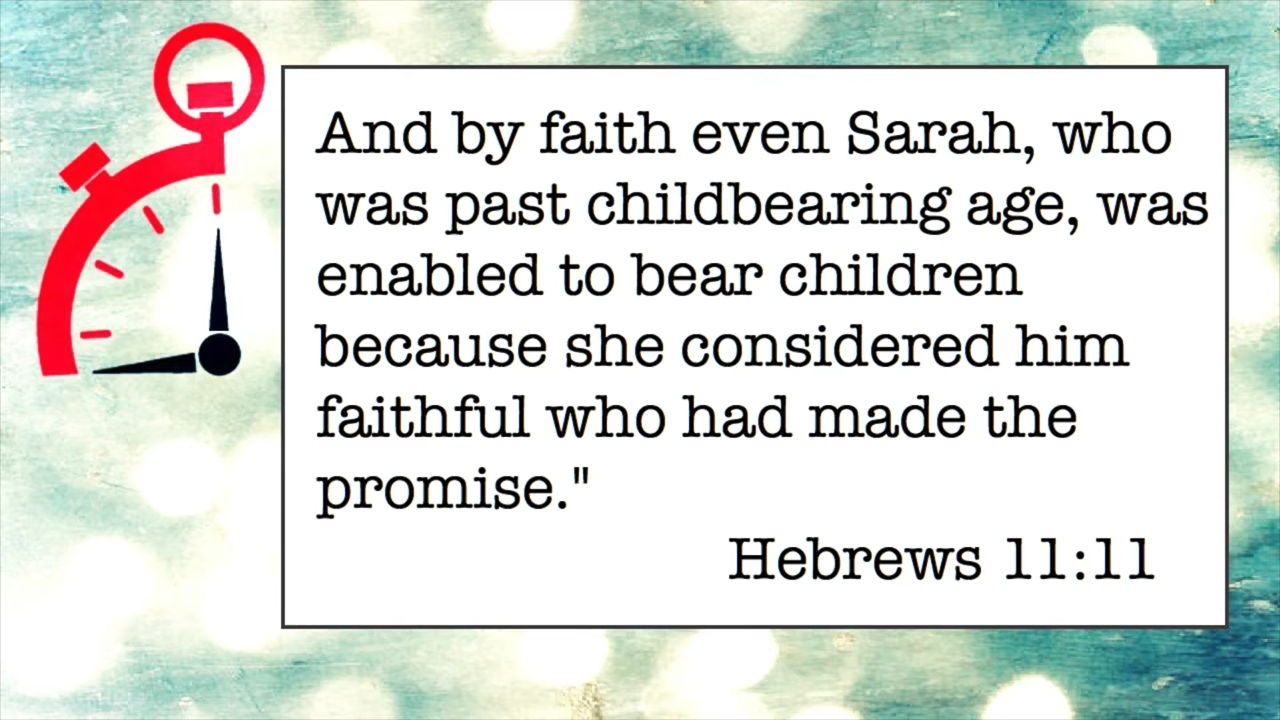 And by faith even Sarah, who
was past childbearing age, was
enabled to bear children
because she considered him
faithful who had made the
promise."
Hebrews 11:11